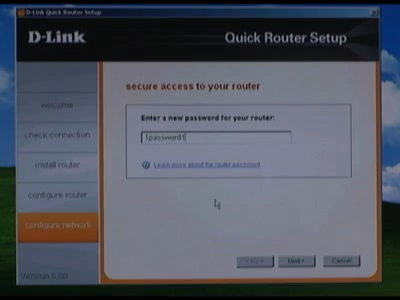 D-Link Quick Router Setup
D-Link
Quick Router Setup
welcome
check connection
install router
configure router
configure network
secure access to your router
Enter a new password for your router:
1password1
Learn more about the router password
< Back
Next >
Cancel
Version 5.00